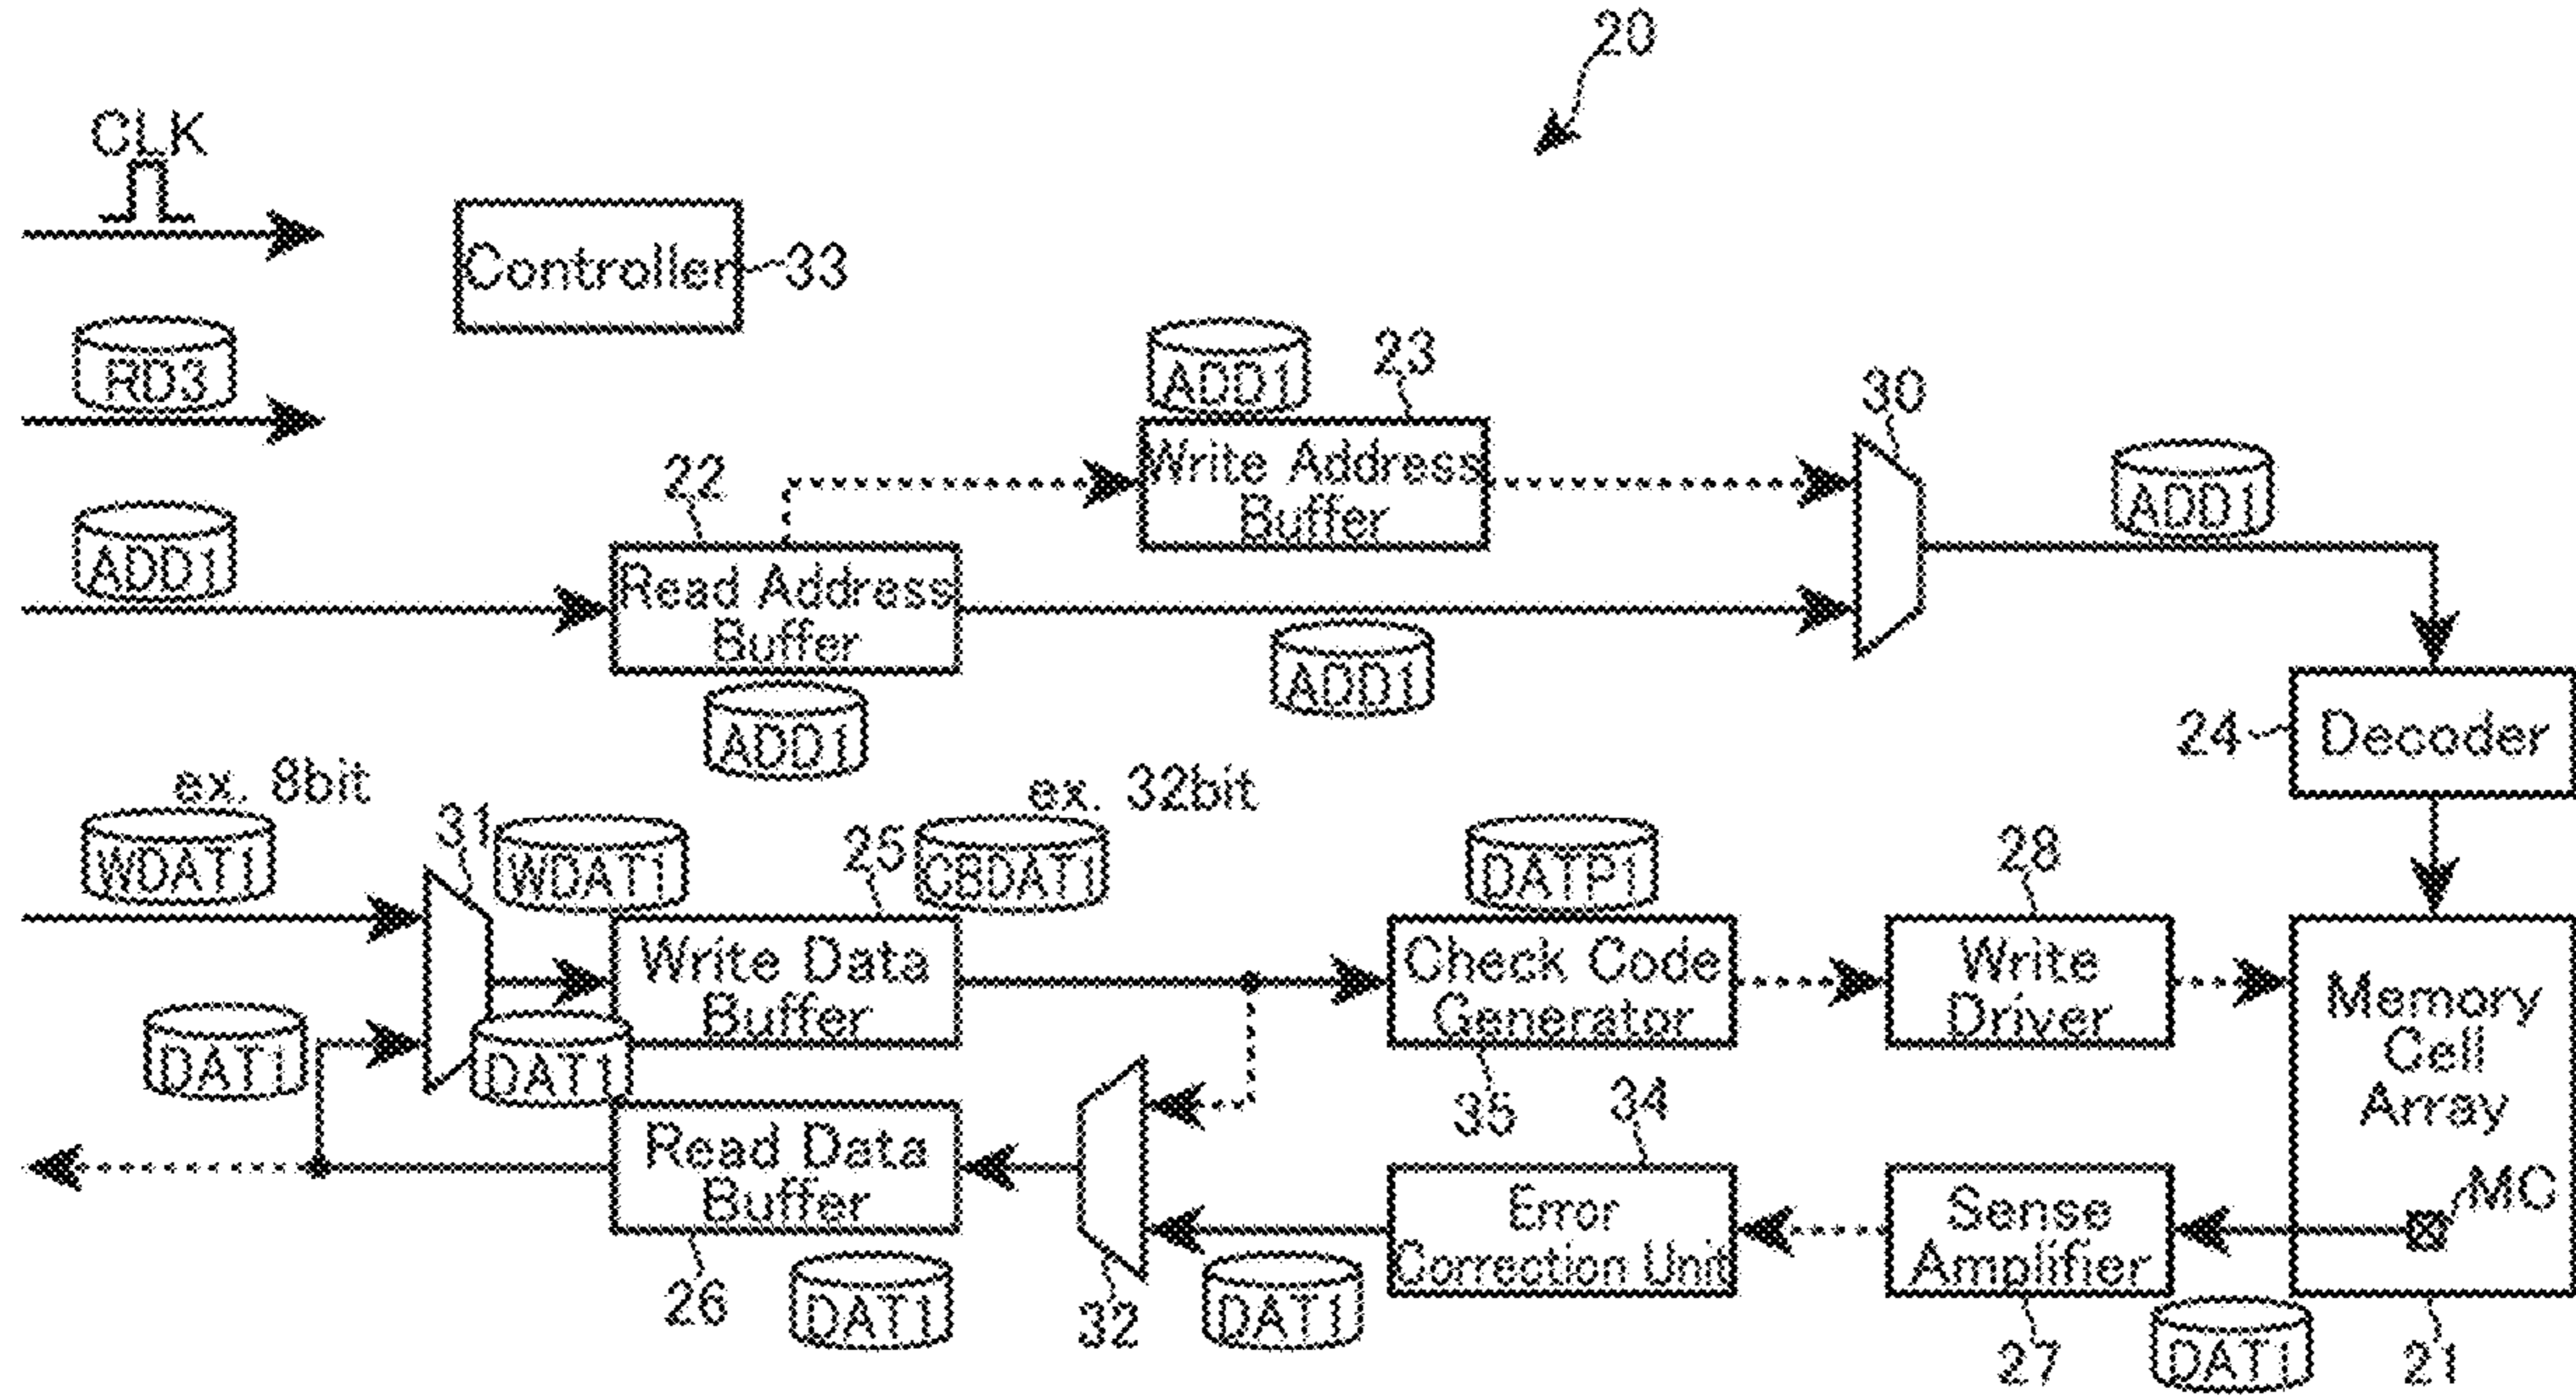 20
CLK
Controller
33
RD3
ADD1
23
30
Write Address
Buffer
ADD1
22
ADD1
Read Address
Buffer
ADD1
ADD1
24
Decoder
ex. 8bit
ex. 32bit
WDAT1
31
WDAT1
25
CBDAT1
DATP1
28
Write Data
Buffer
Check Code
Generator
Write
Driver
Memory
Cell
Array
DAT1
DAT1
35
34
Read Data
Buffer
Error
Correction Unit
Sense
Amplifier
MC
26
DAT1
32
DAT1
27
DAT1
21